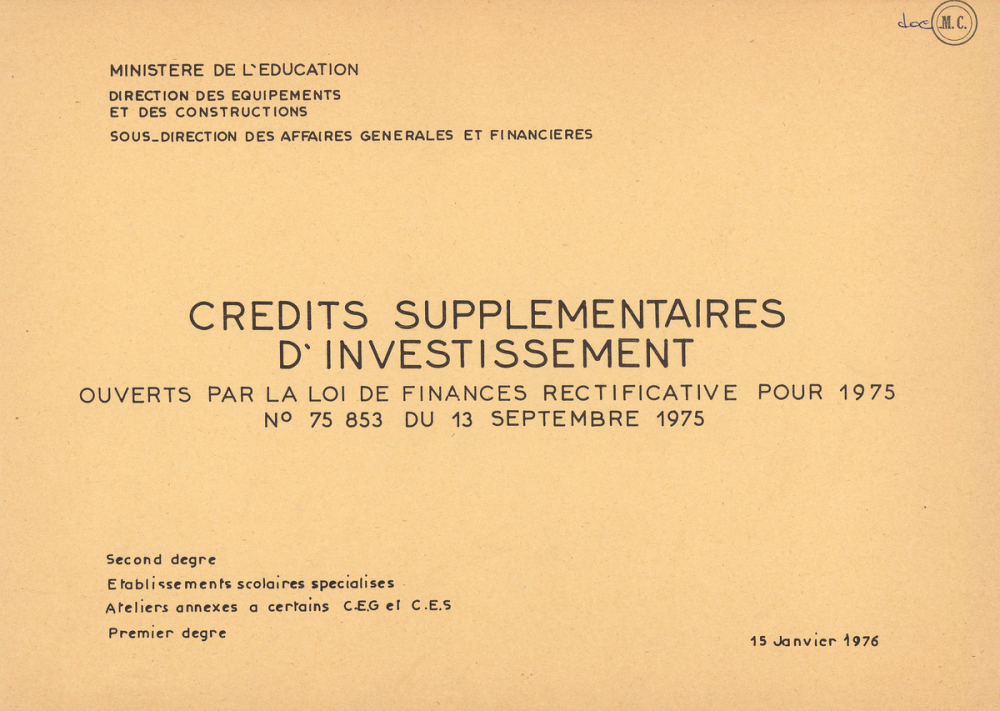 doc M.C.
MINISTERE DE L'EDUCATION
DIRECTION DES EQUIPEMENTS
ET DES CONSTRUCTIONS
SOUS_DIRECTION DES AFFAIRES GENERALES ET FINANCIERES
CREDITS SUPPLEMENTAIRES
D'INVESTISSEMENT
OUVERTS PAR LA LOI DE FINANCES RECTIFICATIVE POUR 1975
Nº 75 853 DU 13 SEPTEMBRE 1975
Second degre
Etablissements scolaires specialises
Ateliers annexes a certains C.E.G et C.E.S
Premier degre
15 Janvier 1976